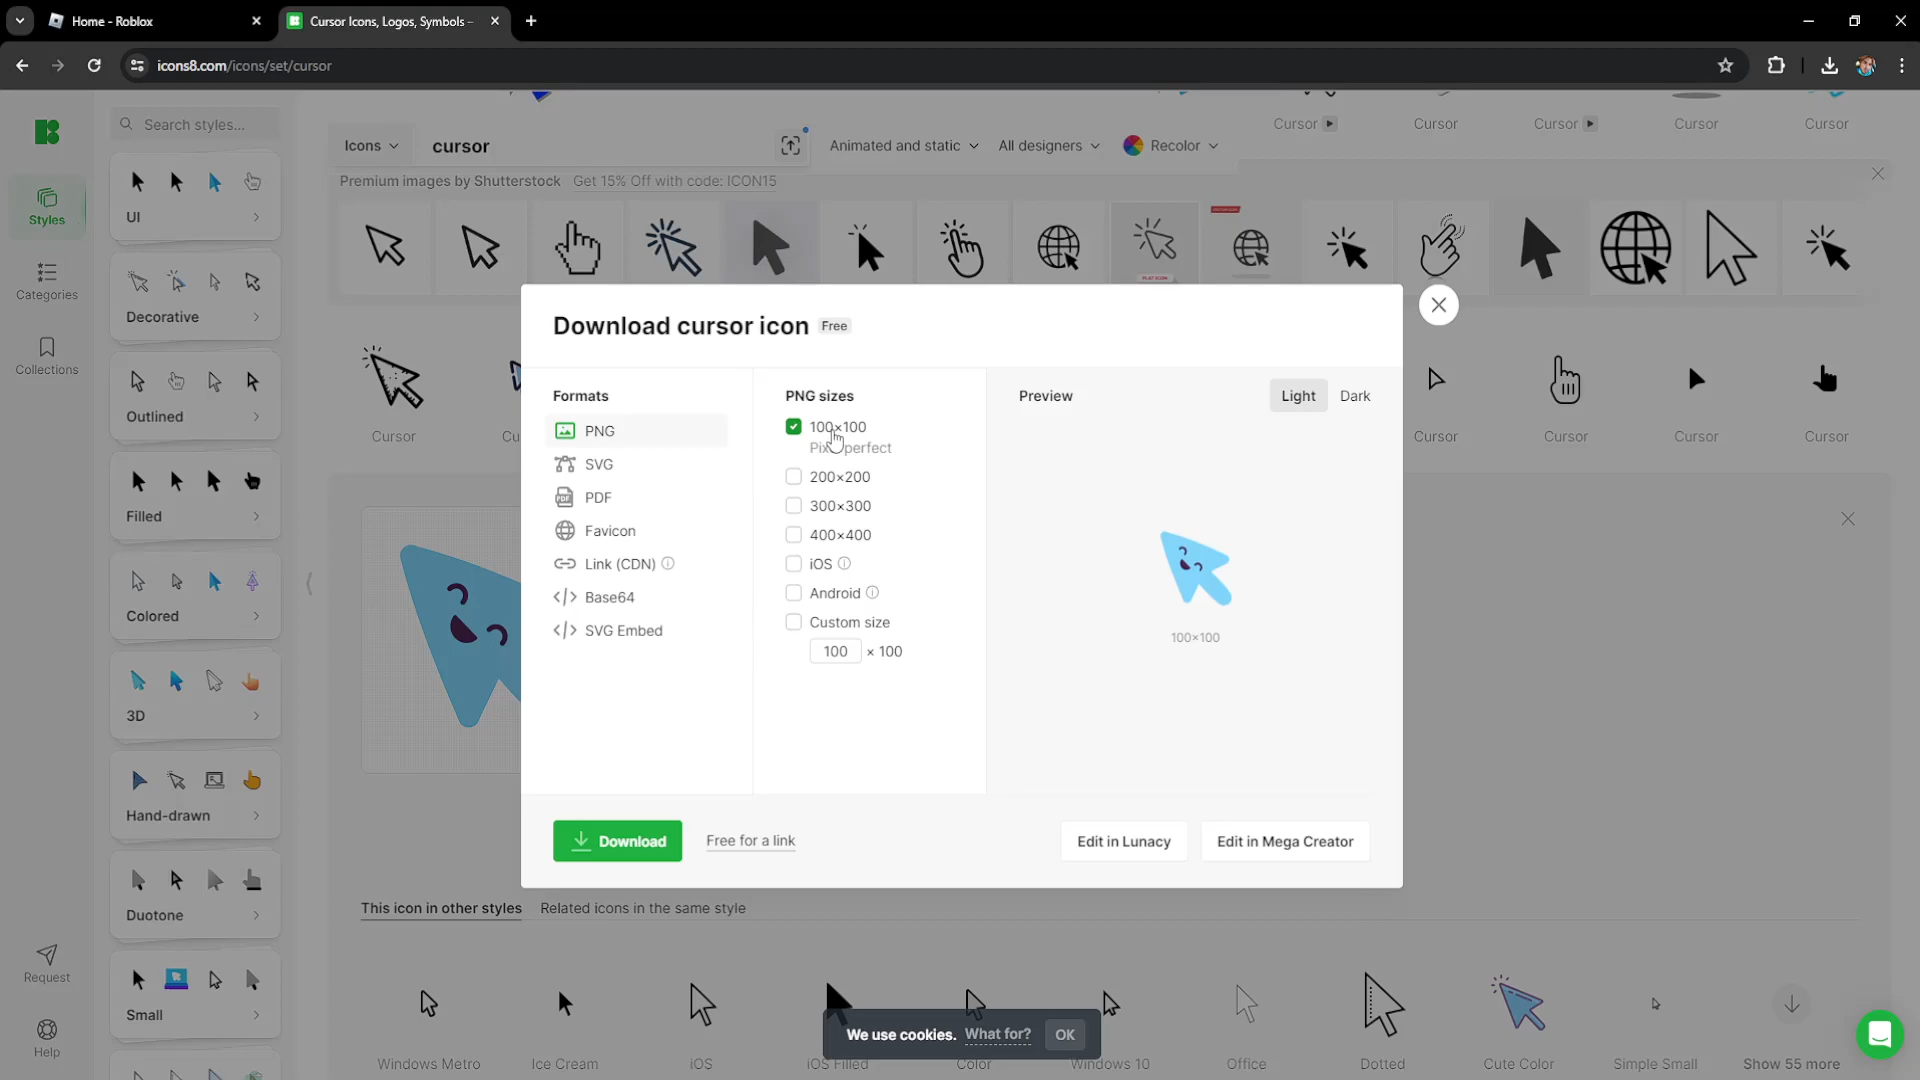 Home - Roblox
Cursor Icons, Logos, Symbols -
icons8.com/icons/set/cursor
Search styles...
Icons
cursor
Animated and static
All designers
Recolor
Cursor
Cursor
Cursor
Cursor
Cursor
Premium images by Shutterstock Get 15% Off with code: ICON15
Styles
Categories
Collections
Request
Help
UI
Decorative
Outlined
Filled
Colored
3D
Hand-drawn
Duotone
Small
FLAT ICON
Cursor
Cu
Cursor
Cursor
Cursor
Cursor
Download cursor icon Free
Formats
PNG
SVG
PDF
Favicon
Link (CDN)
Base64
SVG Embed
PNG sizes
100×100
Pix perfect
200×200
300×300
400×400
iOS
Android
Custom size
100 × 100
Preview
Light
Dark
100×100
Download
Free for a link
Edit in Lunacy
Edit in Mega Creator
This icon in other styles
Related icons in the same style
We use cookies. What for? OK
Windows Metro
Ice Cream
iOS
iOS Filled
Color
Windows 10
Office
Dotted
Cute Color
Simple Small
Show 55 more